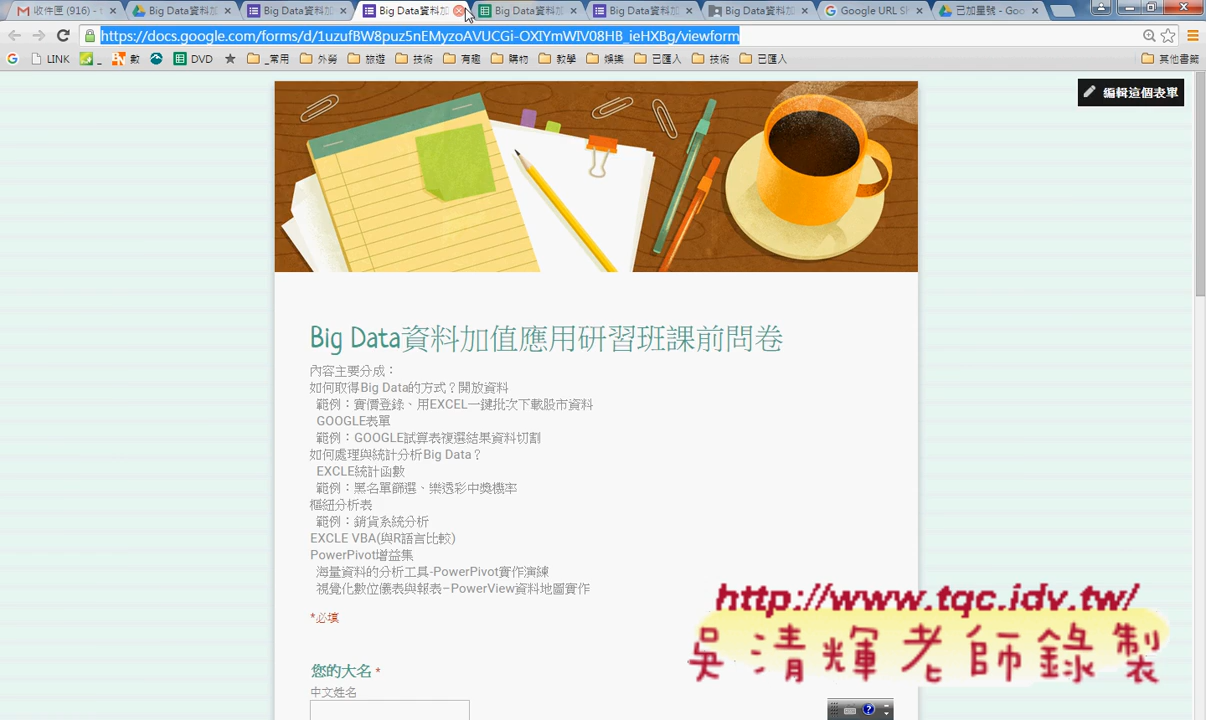 收件匣 (916) - t
Big Data資料加
Big Data資料加
Big Data資料加
Big Data資料加
Big Data資料加
Big Data資料加
Google URL Sh
已加星號 - Goo
https://docs.google.com/forms/d/1uzufBW8puz5nEMyzoAVUCGi-OXIYmWIV08HB_ieHXBg/viewform
LINK
數
DVD
_常用
外勞
旅遊
技術
有趣
購物
教學
娛樂
已匯入
技術
已匯入
其他書籤
編輯這個表單
Big Data資料加值應用研習班課前問卷
內容主要分成：
如何取得Big Data的方式？開放資料
範例：實價登錄、用EXCEL一鍵批次下載股市資料
GOOGLE表單
範例：GOOGLE試算表複選結果資料切割
如何處理與統計分析Big Data？
EXCLE統計函數
範例：黑名單篩選、樂透彩中獎機率
樞紐分析表
範例：銷貨系統分析
EXCLE VBA(與R語言比較)
PowerPivot增益集
海量資料的分析工具-PowerPivot實作演練
視覺化數位儀表與報表–PowerView資料地圖實作
*必填
您的大名 *
中文姓名
http://www.tqc.idv.tw/
吳清輝老師錄製